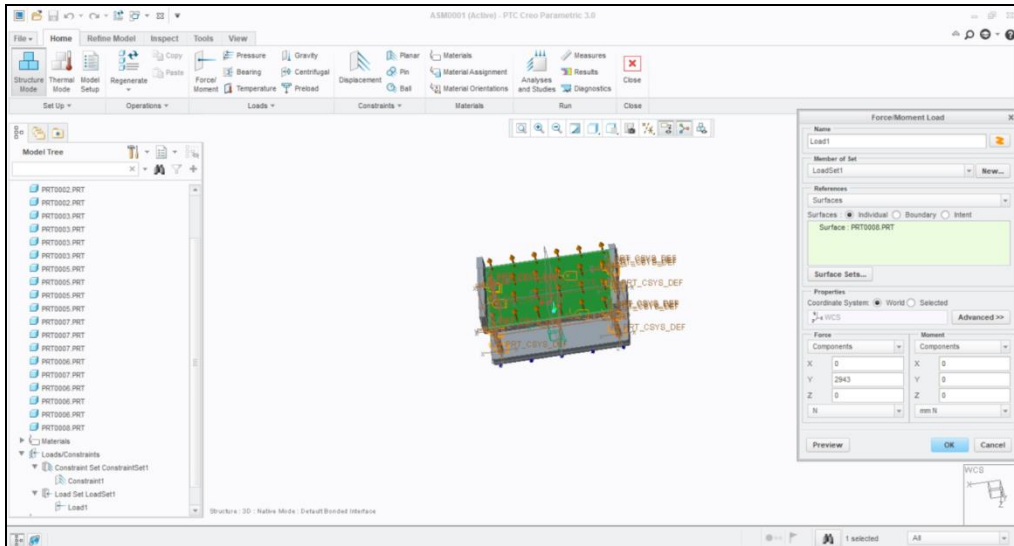 ASM0001 (Active) - PTC Creo Parametric 3.0
File Home Refine Model Inspect Tools View
Structure Mode
Thermal Mode
Model Setup
Regenerate
Copy
Paste
Force/Moment
Pressure
Bearing
Temperature
Gravity
Centrifugal
Preload
Displacement
Planar
Pin
Ball
Materials
Material Assignment
Material Orientations
Analyses and Studies
Measures
Results
Diagnostics
Close
Set Up Operations Loads Constraints Materials Run Close
Model Tree
PRT0002.PRT
PRT0002.PRT
PRT0003.PRT
PRT0003.PRT
PRT0003.PRT
PRT0003.PRT
PRT0005.PRT
PRT0005.PRT
PRT0005.PRT
PRT0005.PRT
PRT0007.PRT
PRT0007.PRT
PRT0007.PRT
PRT0006.PRT
PRT0007.PRT
PRT0006.PRT
PRT0006.PRT
PRT0006.PRT
PRT0008.PRT
Materials
Loads/Constraints
Constraint Set ConstraintSet1
Constraint1
Load Set LoadSet1
Load1
PRT_CSYS_DEF
PRT_CSYS_DEF
PRT_CSYS_DEF
PRT_CSYS_DEF
Structure : 3D : Native Mode : Default Bonded Interface
Force/Moment Load X
Name
Load1
Member of Set
LoadSet1 New...
References
Surfaces
Surfaces : Individual Boundary Intent
Surface : PRT0008.PRT
Surface Sets...
Properties
Coordinate System: World Selected
WCS Advanced >>
Force Moment
Components Components
X 0 X 0
Y 2943 Y 0
Z 0 Z 0
N mm N
Preview OK Cancel
WCS
X
Z
1 selected All